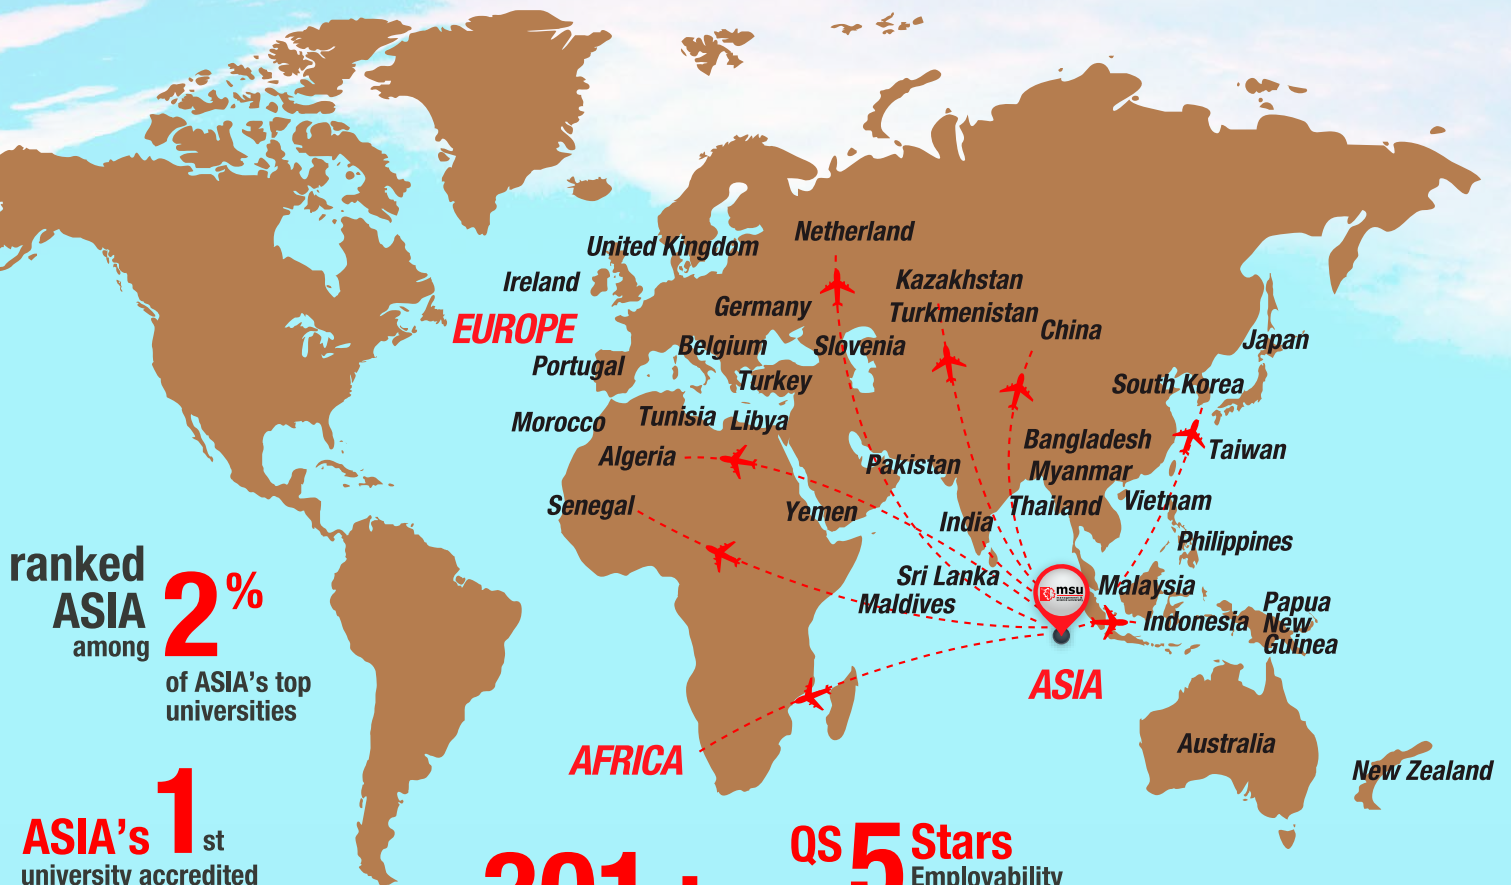 Netherland
United Kingdom
Ireland
Kazakhstan
Germany
Turkmenistan
EUROPE
China
Belgium
Slovenia
Japan
Portugal
Turkey
South Korea
Morocco
Tunisia
Libya
Bangladesh
Taiwan
Algeria
Pakistan
Myanmar
Senegal
Yemen
India
Thailand
Vietnam
Philippines
Sri Lanka
Maldives
msu
Malaysia
Indonesia
Papua
New
Guinea
ASIA
AFRICA
Australia
New Zealand
ranked
ASIA
among
2%
of ASIA's top
universities
ASIA's 1st
university accredited
QS 5 Stars
Employability